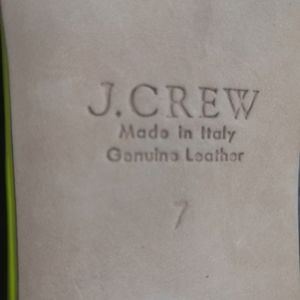 J.CREW
Made in Italy
Genuine Leather
7